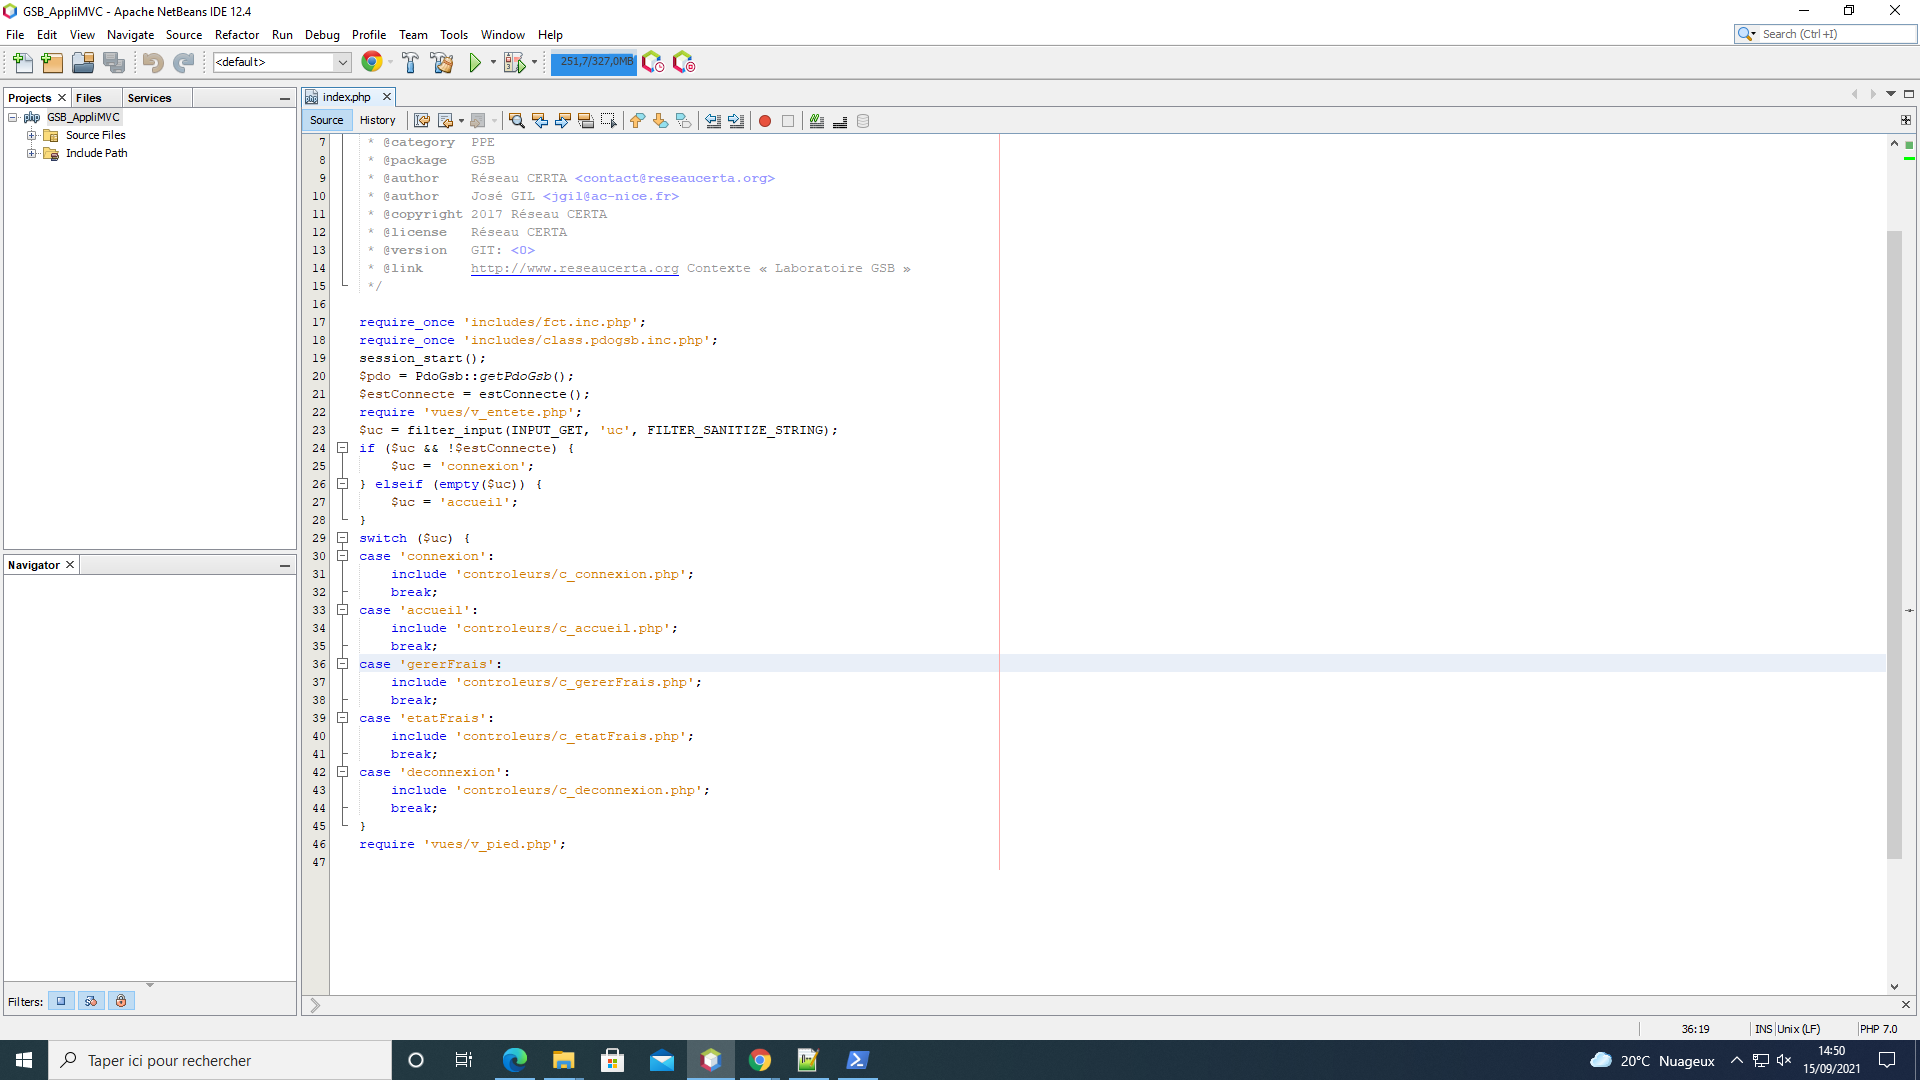 GSB_AppliMVC - Apache NetBeans IDE 12.4
File Edit View Navigate Source Refactor Run Debug Profile Team Tools Window Help
Search (Ctrl+I)
<default>
251,7/327,0MB
Projects Files Services
GSB_AppliMVC
Source Files
Include Path
index.php
Source History
7 * @category PPE
8 * @package GSB
9 * @author Réseau CERTA <contact@reseaucerta.org>
10 * @author José GIL <jgil@ac-nice.fr>
11 * @copyright 2017 Réseau CERTA
12 * @license Réseau CERTA
13 * @version GIT: <0>
14 * @link http://www.reseaucerta.org Contexte « Laboratoire GSB »
15 */
16
17 require_once 'includes/fct.inc.php';
18 require_once 'includes/class.pdogsb.inc.php';
19 session_start();
20 $pdo = PdoGsb::getPdoGsb();
21 $estConnecte = estConnecte();
22 require 'vues/v_entete.php';
23 $uc = filter_input(INPUT_GET, 'uc', FILTER_SANITIZE_STRING);
24 if ($uc && !$estConnecte) {
25 $uc = 'connexion';
26 } elseif (empty($uc)) {
27 $uc = 'accueil';
28 }
29 switch ($uc) {
30 case 'connexion':
31 include 'controleurs/c_connexion.php';
32 break;
33 case 'accueil':
34 include 'controleurs/c_accueil.php';
35 break;
36 case 'gererFrais':
37 include 'controleurs/c_gererFrais.php';
38 break;
39 case 'etatFrais':
40 include 'controleurs/c_etatFrais.php';
41 break;
42 case 'deconnexion':
43 include 'controleurs/c_deconnexion.php';
44 break;
45 }
46 require 'vues/v_pied.php';
47
Navigator
Filters:
36:19 INS Unix (LF) PHP 7.0
Taper ici pour rechercher
20°C Nuageux
14:50
15/09/2021